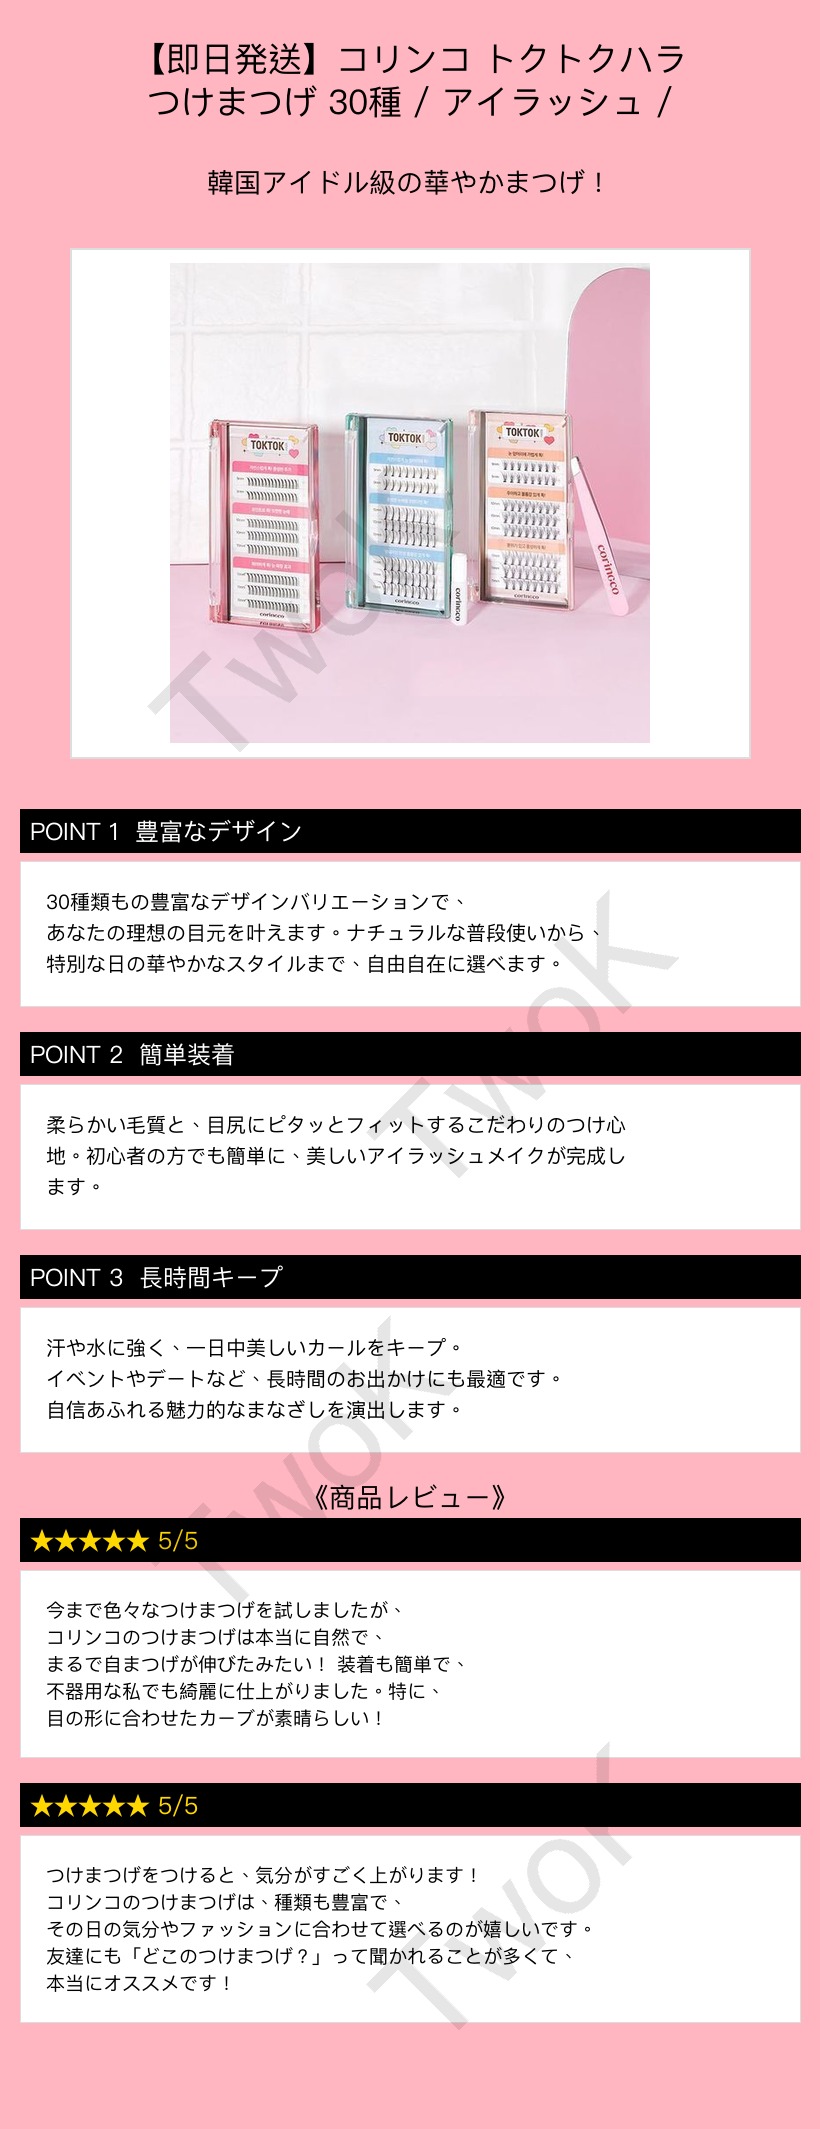 【即日発送】コリンコ トクトクハラ
つけまつげ 30種 / アイラッシュ /
韓国アイドル級の華やかまつげ！
TOKTOK
TOKTOK
TOKTOK
coringco
coringco
coringco
coringco
coringco
TwoK
POINT 1 豊富なデザイン
30種類もの豊富なデザインバリエーションで、
あなたの理想の目元を叶えます。ナチュラルな普段使いから、
特別な日の華やかなスタイルまで、自由自在に選べます。
TwoK
POINT 2 簡単装着
柔らかい毛質と、目尻にピタッとフィットするこだわりのつけ心
地。初心者の方でも簡単に、美しいアイラッシュメイクが完成し
ます。
POINT 3 長時間キープ
汗や水に強く、一日中美しいカールをキープ。
イベントやデートなど、長時間のお出かけにも最適です。
自信あふれる魅力的なまなざしを演出します。
TwoK
《商品レビュー》
★★★★★ 5/5
今まで色々なつけまつげを試しましたが、
コリンコのつけまつげは本当に自然で、
まるで自まつげが伸びたみたい！ 装着も簡単で、
不器用な私でも綺麗に仕上がりました。特に、
目の形に合わせたカーブが素晴らしい！
★★★★★ 5/5
つけまつげをつけると、気分がすごく上がります！
コリンコのつけまつげは、種類も豊富で、
その日の気分やファッションに合わせて選べるのが嬉しいです。
友達にも「どこのつけまつげ？」って聞かれることが多くて、
本当にオススメです！
TwoK